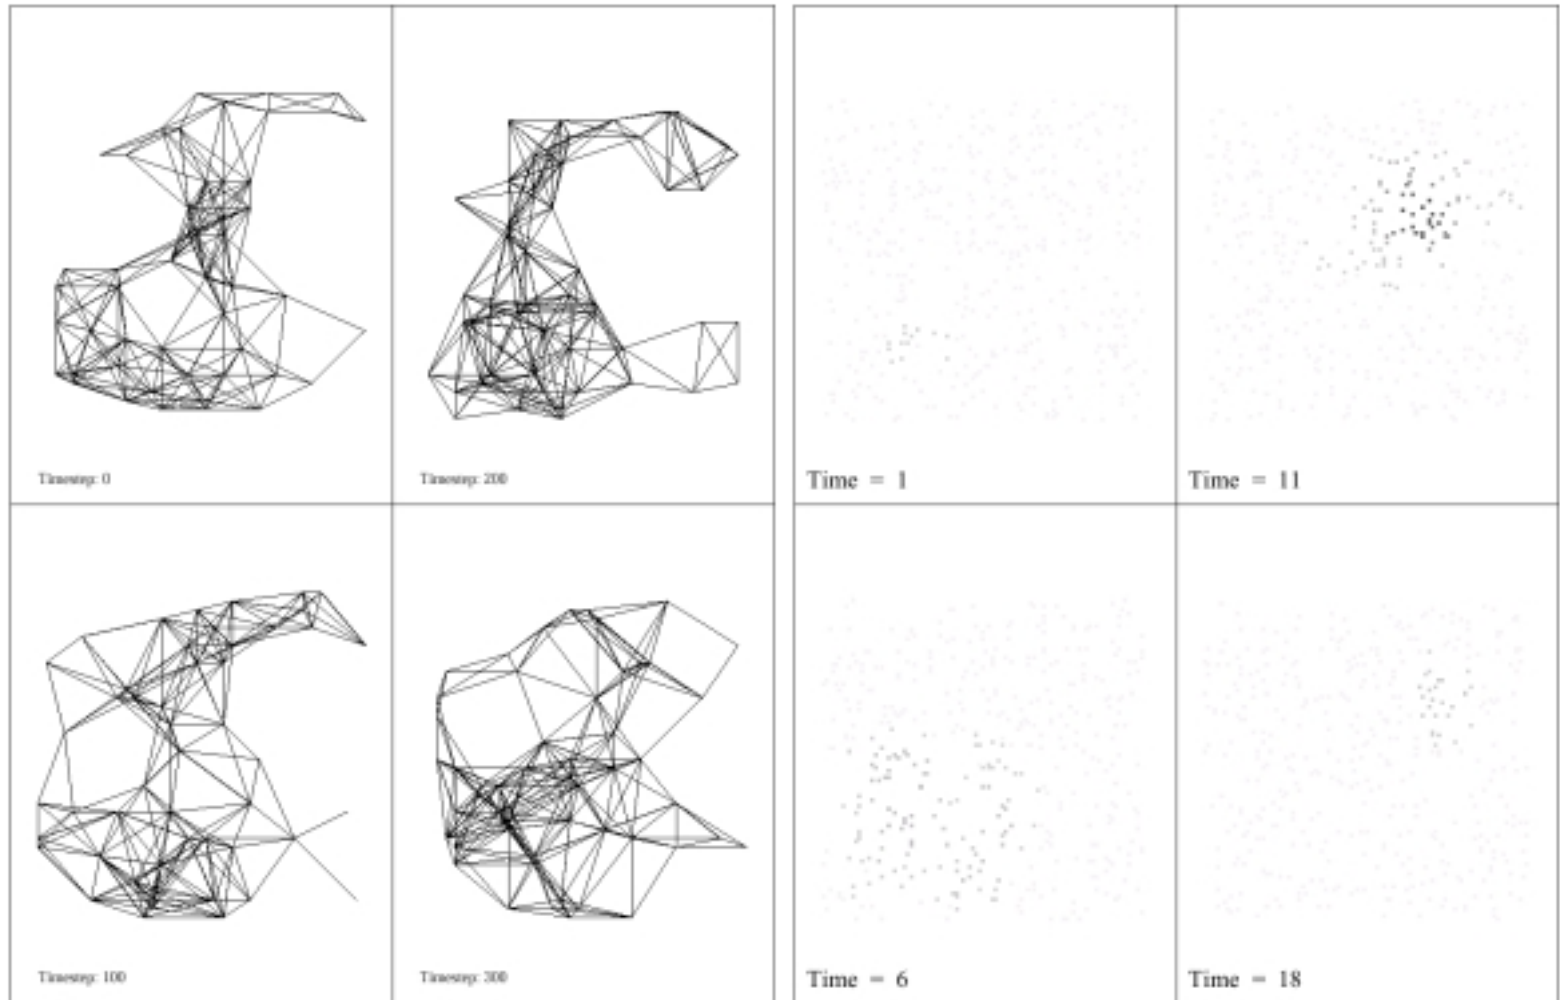 Timestep: 0
Timestep: 200
Time = 1
Time = 11
Timestep: 100
Timestep: 300
Time = 6
Time = 18